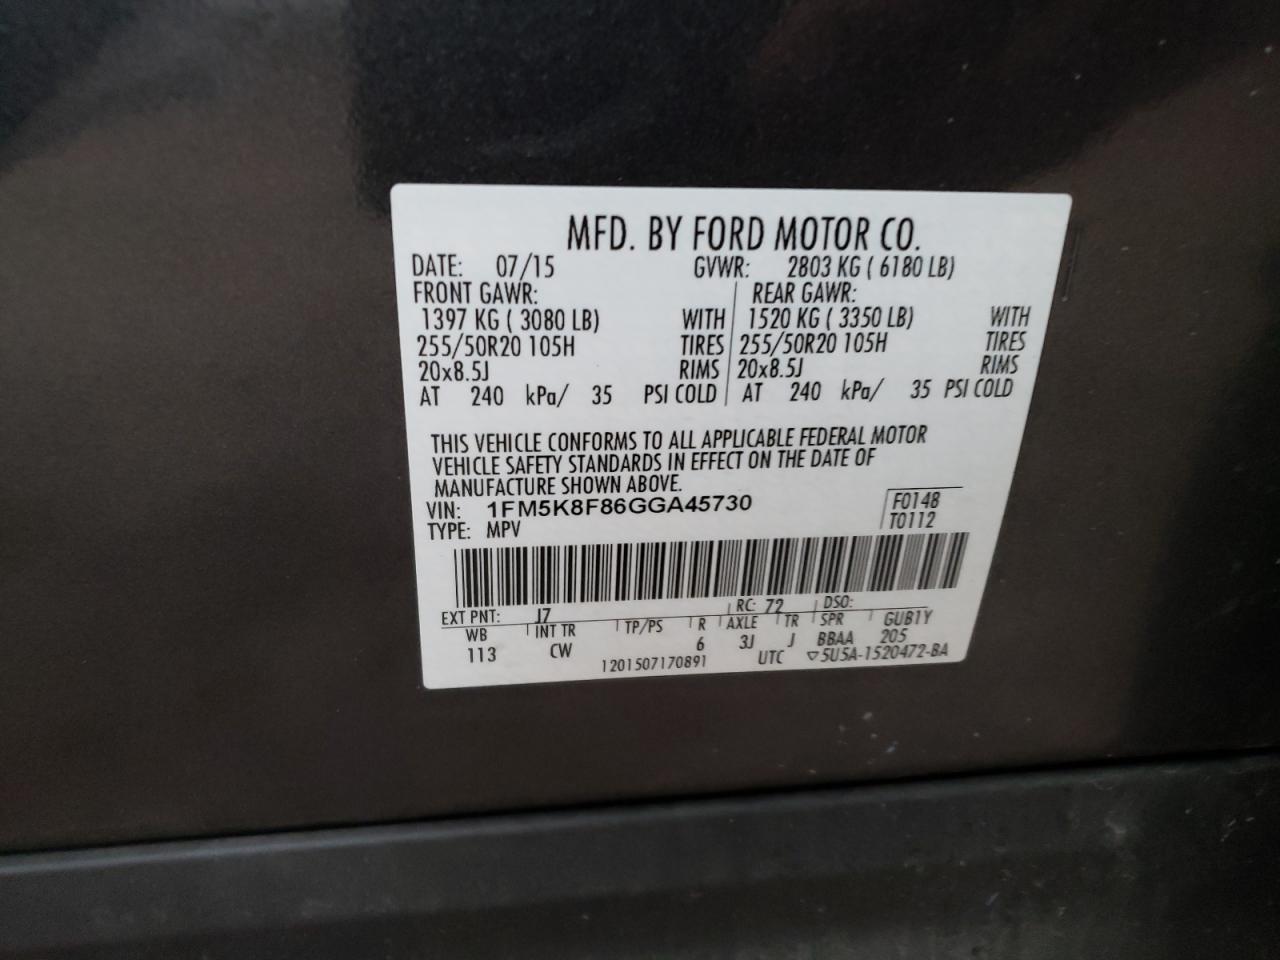 MFD. BY FORD MOTOR CO.
DATE: 07/15 GVWR: 2803 KG ( 6180 LB)
FRONT GAWR: REAR GAWR:
1397 KG ( 3080 LB) WITH 1520 KG ( 3350 LB) WITH
255/50R20 105H TIRES 255/50R20 105H TIRES
20x8.5J RIMS 20x8.5J RIMS
AT 240 kPa/ 35 PSI COLD AT 240 kPa/ 35 PSI COLD
THIS VEHICLE CONFORMS TO ALL APPLICABLE FEDERAL MOTOR
VEHICLE SAFETY STANDARDS IN EFFECT ON THE DATE OF
MANUFACTURE SHOWN ABOVE.
VIN: 1FM5K8F86GGA45730 F0148
TYPE: MPV T0112
EXT PNT: J7 RC: 72 DSO:
WB INT TR TP/PS R AXLE TR SPR GUB1Y
113 CW 6 3J J BBAA 205
1201507170891 UTC ▽5U5A-1520472-BA